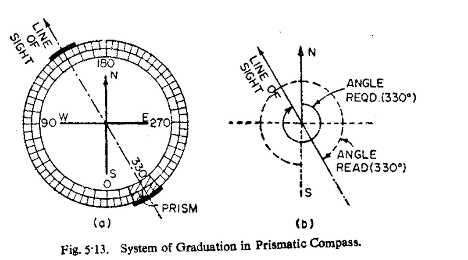 LINE
OF
SIGHT
180
N
W
E
90
270
S
0
330
PRISM
(a)
N
LINE OF
SIGHT
ANGLE
REQD.(330°)
ANGLE
READ(330°)
S
(b)
Fig. 5·13. System of Graduation in Prismatic Compass.